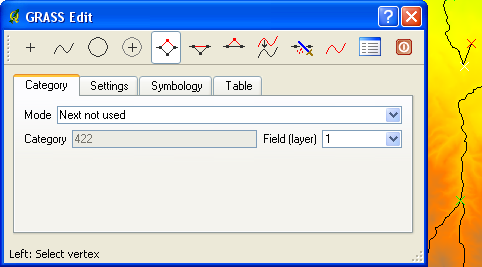 GRASS Edit
Category Settings Symbology Table
Mode Next not used
Category 422 Field (layer) 1
Left: Select vertex